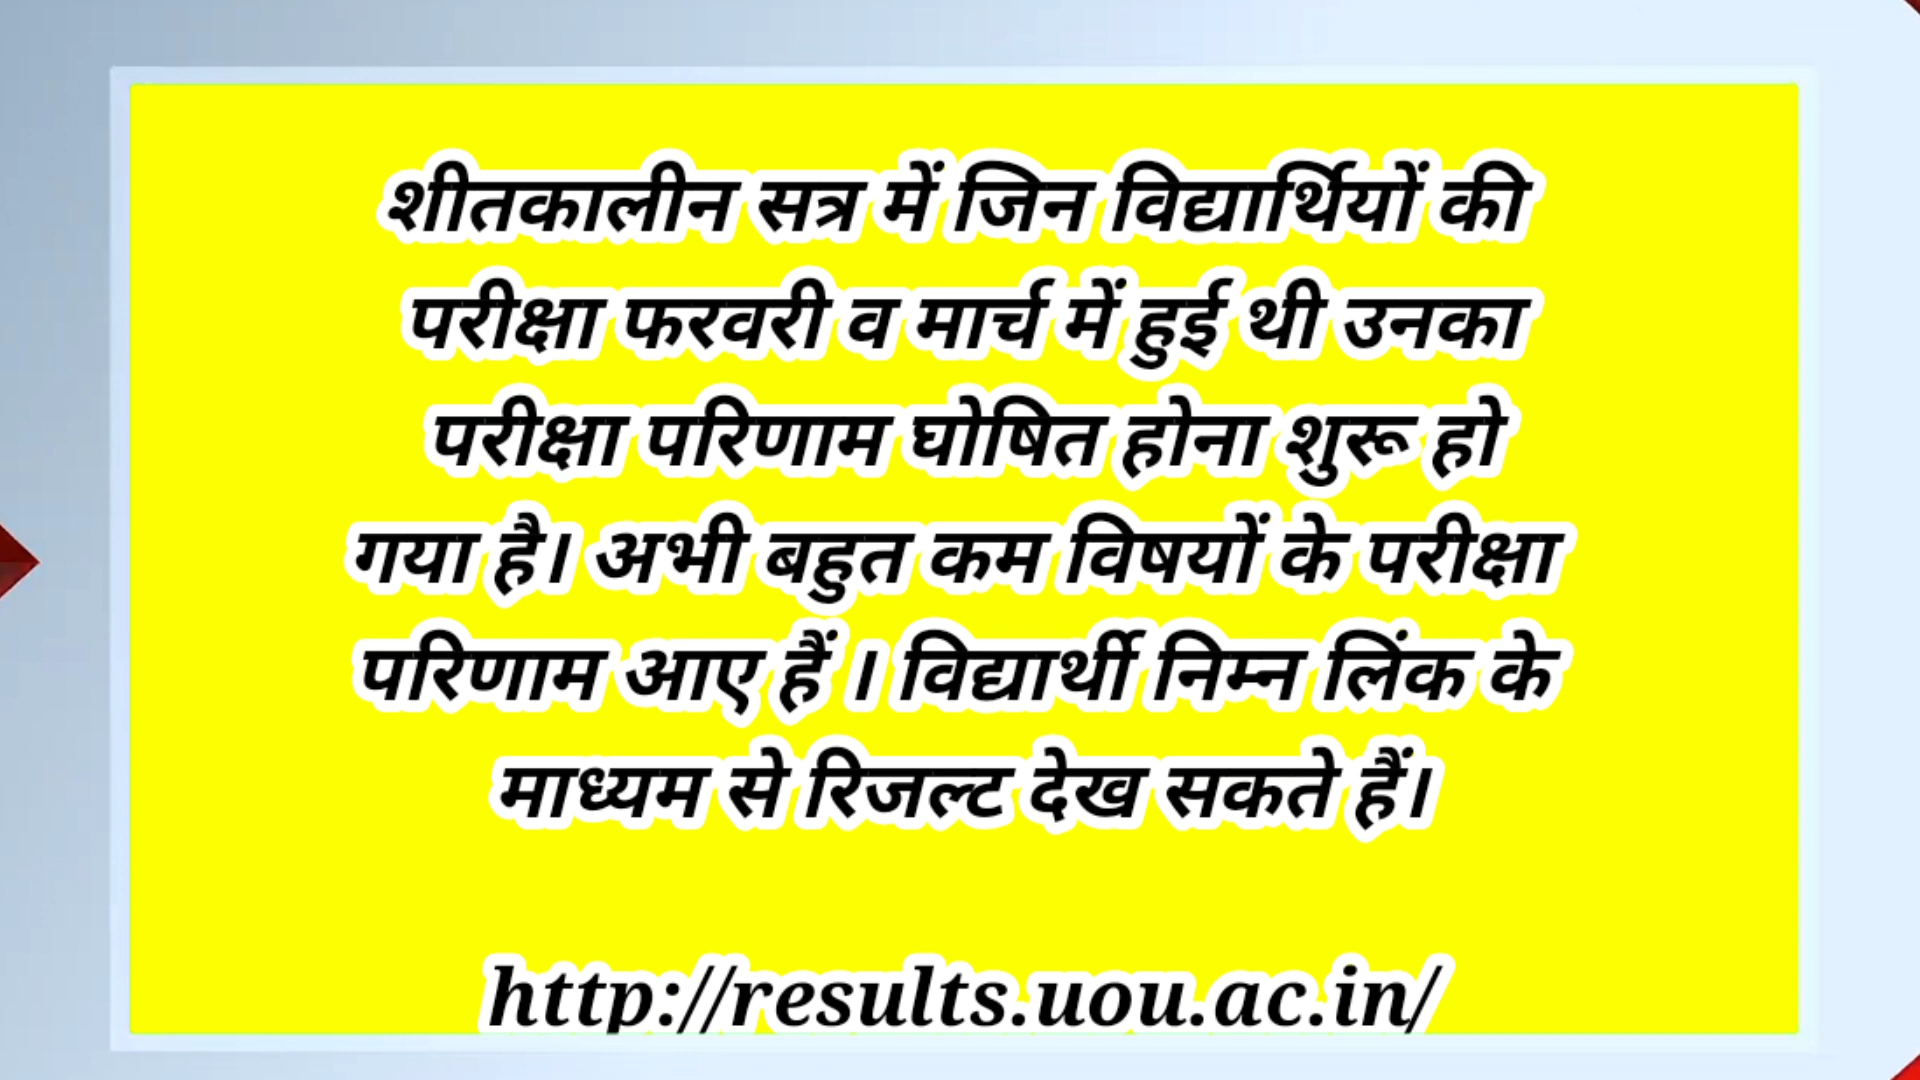 शीतकालीन सत्र में जिन विद्यार्थियों की
परीक्षा फरवरी व मार्च में हुई थी उनका
परीक्षा परिणाम घोषित होना शुरू हो
गया है। अभी बहुत कम विषयों के परीक्षा
परिणाम आए हैं । विद्यार्थी निम्न लिंक के
माध्यम से रिजल्ट देख सकते हैं।
http://results.uou.ac.in/